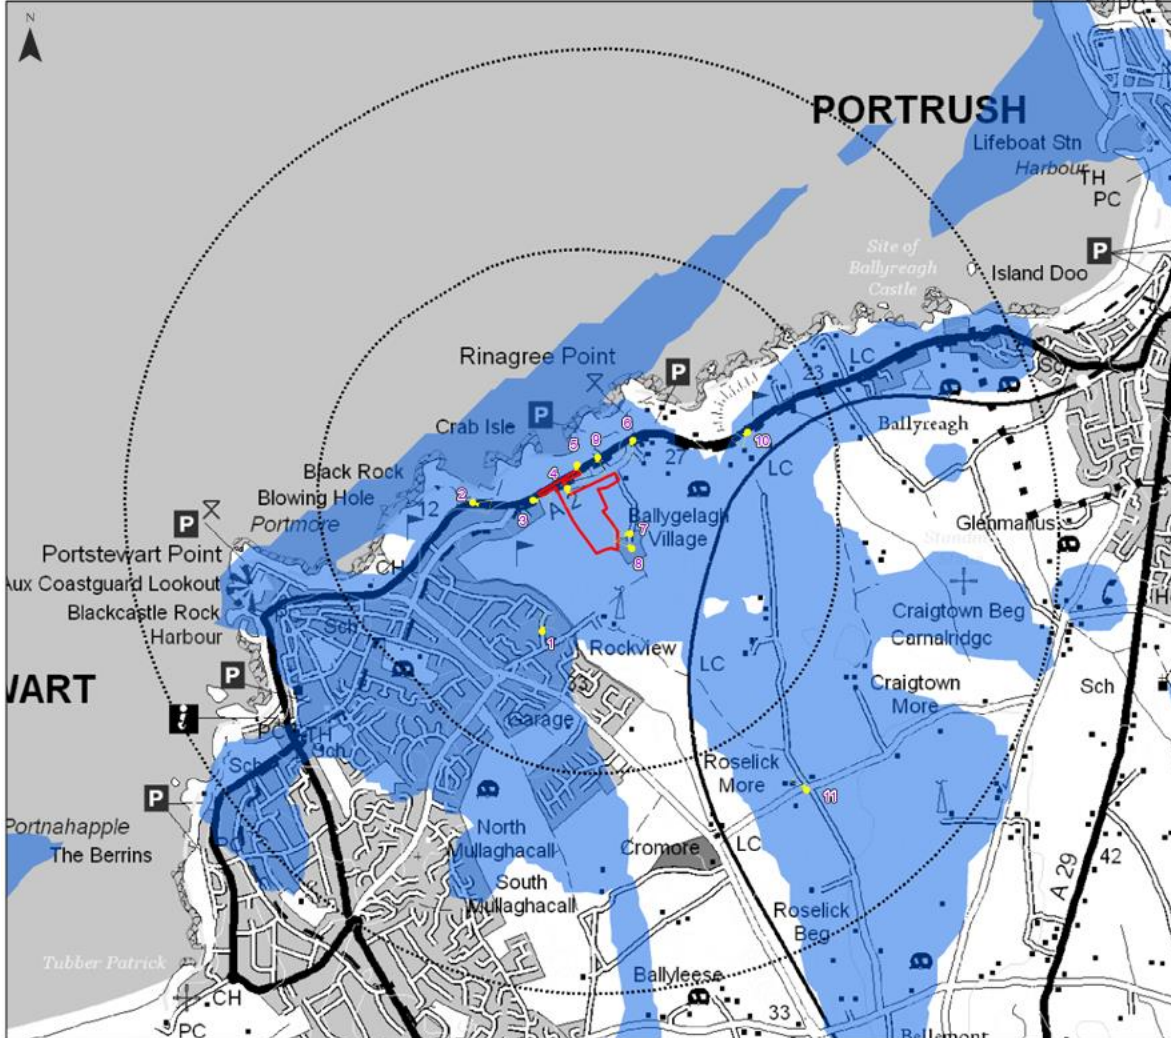 N
PC
PORTRUSH
Lifeboat Stn
Harbour
TH
PC
P
Site of
Ballyreagh
Castle
Island Doo
Rinagree Point
P
LC
23
P
Crab Isle
6
10
Ballyreagh
5
9
27
LC
Black Rock
4
Blowing Hole
2
12
3
A 2
Portmore
P
7
Ballygelagh
Village
8
Glenmanus
Portstewart Point
Aux Coastguard Lookout
CH
Blackcastle Rock
Harbour
Craigtown Beg
Carnalridge
Sch
1
Rockview
LC
P
WART
Craigtown
More
Sch
Garage
PC
TH
Sch
Sch
Roselick
More
11
P
Portnahapple
The Berrins
North
Mullaghacall
Cromore
LC
42
A 29
South
Mullaghacall
Roselick
Beg
Tubber Patrick
Ballyleese
CH
33
PC